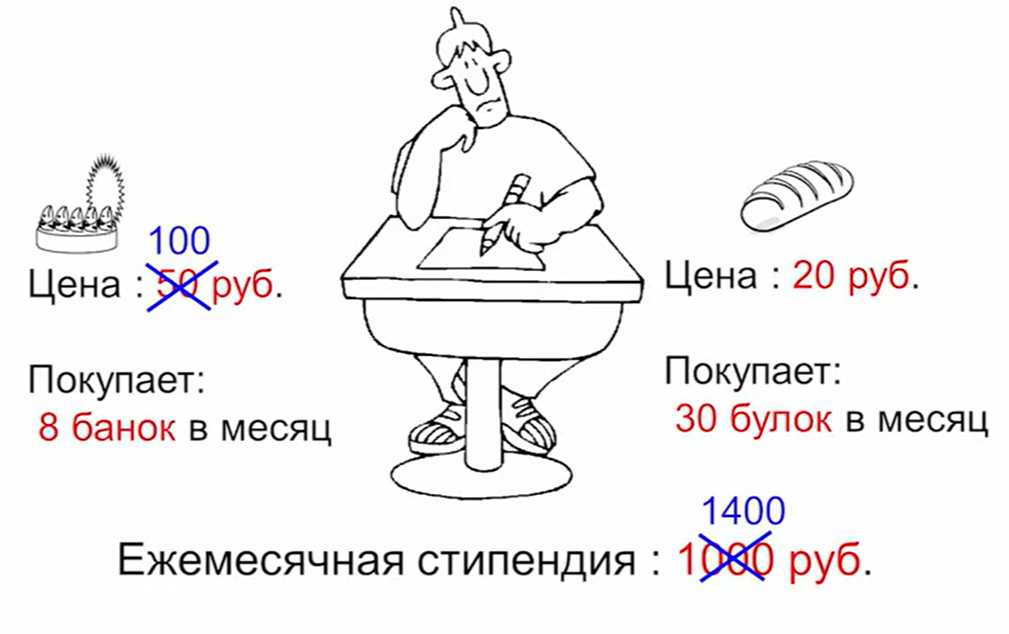 100
Цена : 50 руб.
Покупает:
8 банок в месяц
Цена : 20 руб.
Покупает:
30 булок в месяц
1400
Ежемесячная стипендия : 1000 руб.